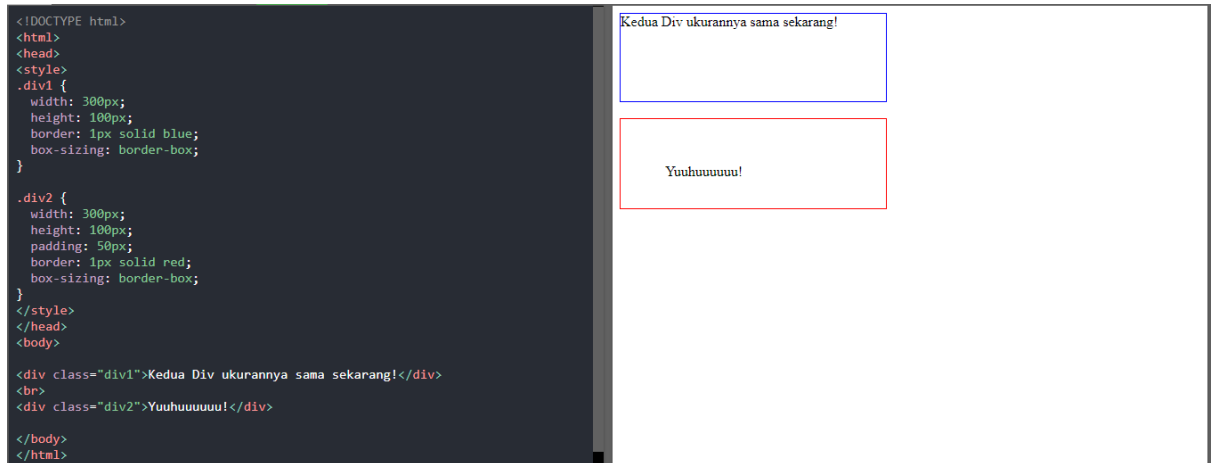 <!DOCTYPE html>
<html>
<head>
<style>
.div1 {
  width: 300px;
  height: 100px;
  border: 1px solid blue;
  box-sizing: border-box;
}

.div2 {
  width: 300px;
  height: 100px;
  padding: 50px;
  border: 1px solid red;
  box-sizing: border-box;
}
</style>
</head>
<body>

<div class="div1">Kedua Div ukurannya sama sekarang!</div>
<br>
<div class="div2">Yuuhuuuuuu!</div>

</body>
</html>
Kedua Div ukurannya sama sekarang!
Yuuhuuuuuu!